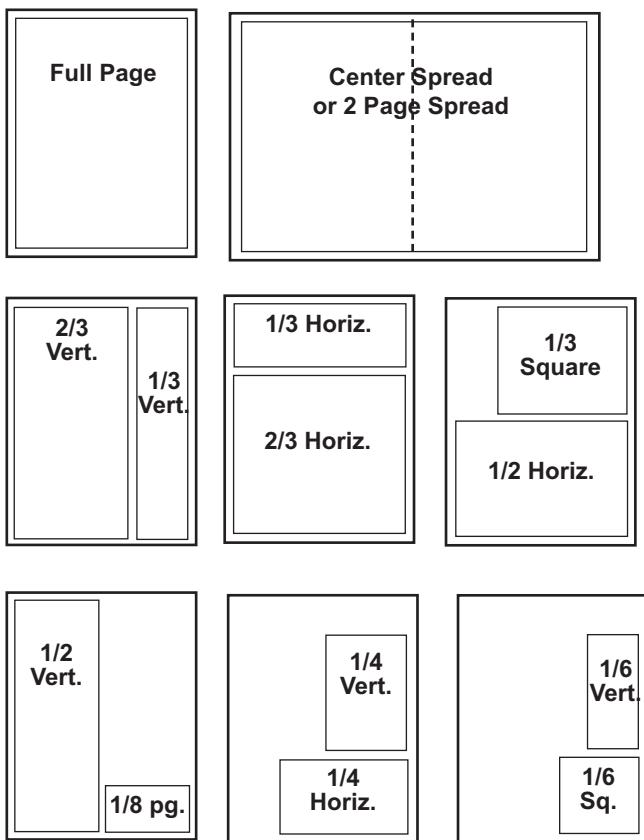 Full Page
Center Spread
or 2 Page Spread
2/3
Vert.
1/3
Vert.
1/3 Horiz.
2/3 Horiz.
1/3
Square
1/2 Horiz.
1/2
Vert.
1/8 pg.
1/4
Vert.
1/4
Horiz.
1/6
Vert.
1/6
Sq.